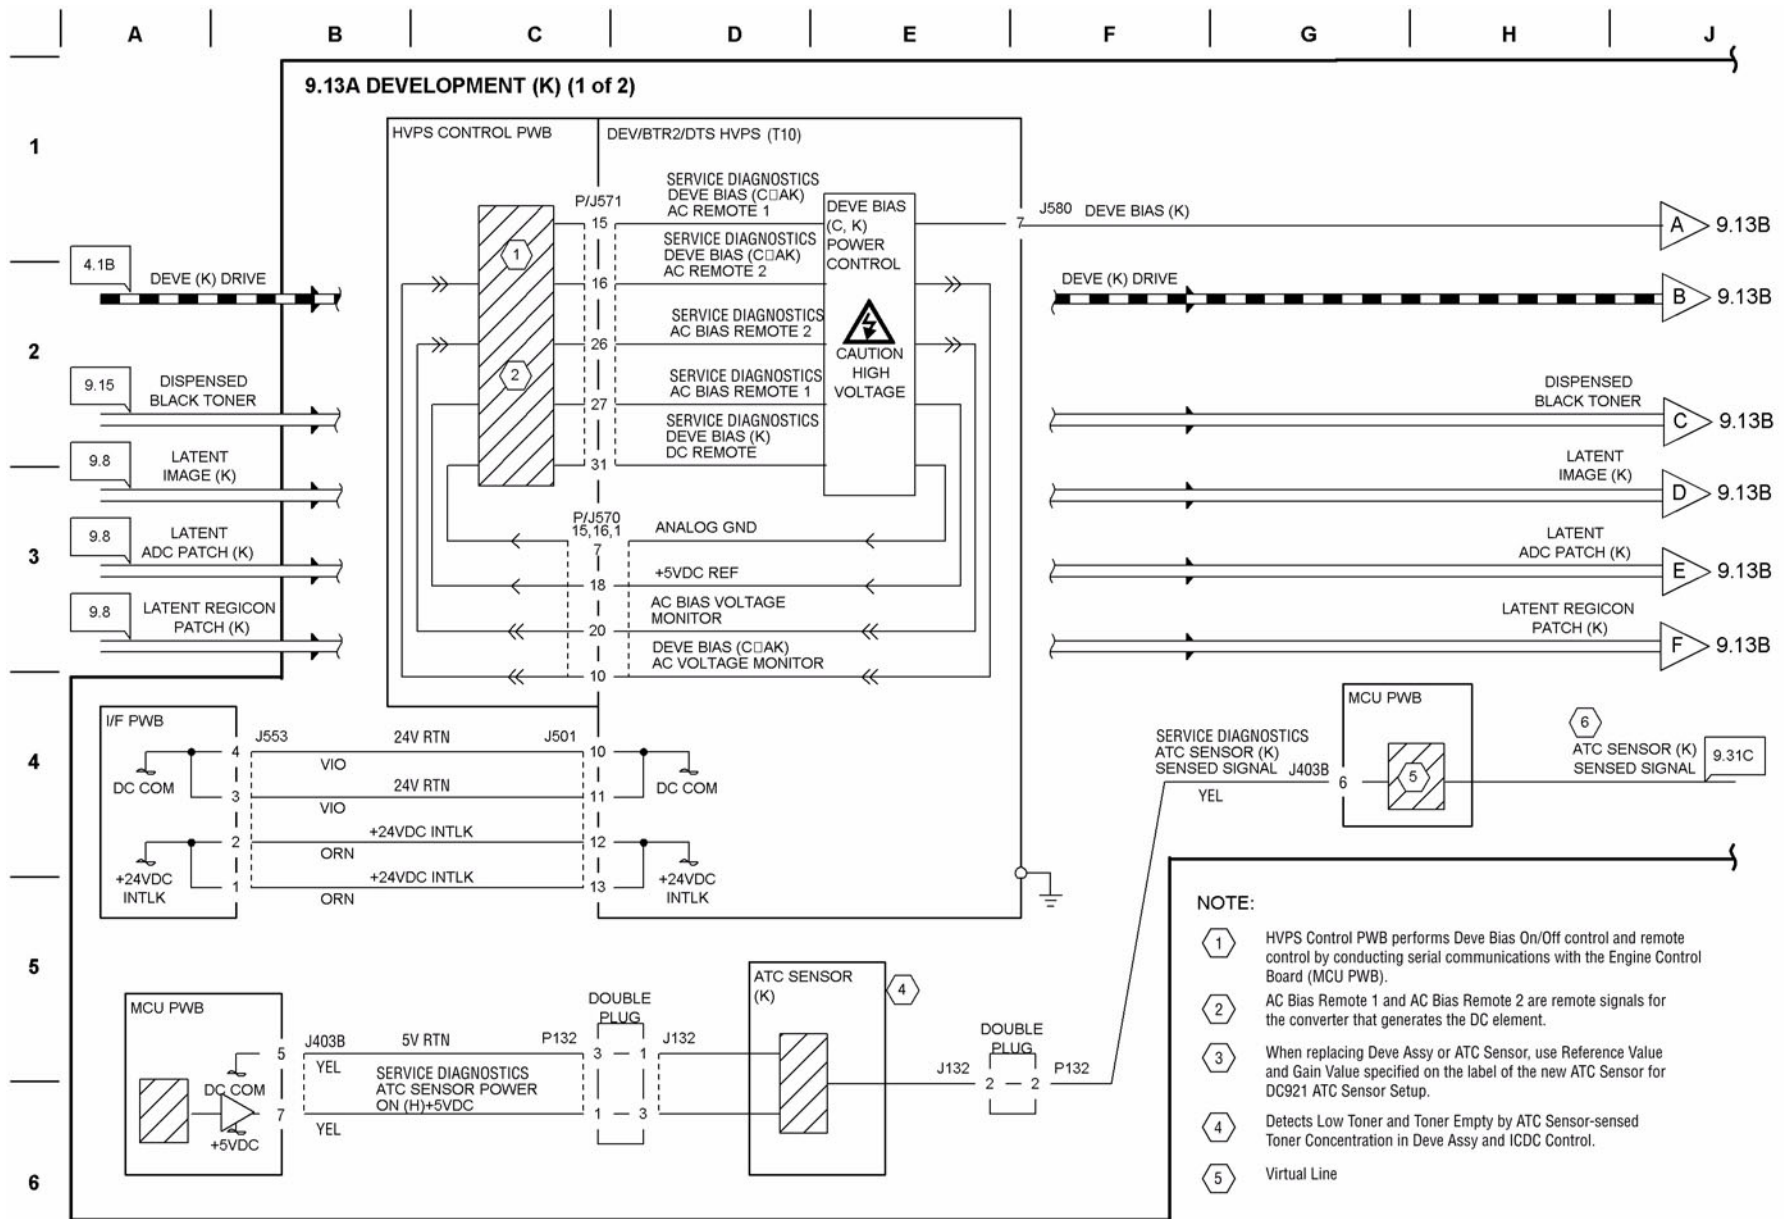 A B C D E F G H J
9.13A DEVELOPMENT (K) (1 of 2)
1
2
3
4
5
6
HVPS CONTROL PWB
DEV/BTR2/DTS HVPS (T10)
P/J571
1
2
15
16
26
27
31
SERVICE DIAGNOSTICS
DEVE BIAS (C□AK)
AC REMOTE 1
SERVICE DIAGNOSTICS
DEVE BIAS (C□AK)
AC REMOTE 2
SERVICE DIAGNOSTICS
AC BIAS REMOTE 2
SERVICE DIAGNOSTICS
AC BIAS REMOTE 1
SERVICE DIAGNOSTICS
DEVE BIAS (K)
DC REMOTE
DEVE BIAS
(C, K)
POWER
CONTROL
CAUTION
HIGH
VOLTAGE
7
J580 DEVE BIAS (K)
A 9.13B
4.1B
DEVE (K) DRIVE
DEVE (K) DRIVE
B 9.13B
9.15
DISPENSED
BLACK TONER
DISPENSED
BLACK TONER
C 9.13B
9.8
LATENT
IMAGE (K)
LATENT
IMAGE (K)
D 9.13B
9.8
LATENT
ADC PATCH (K)
LATENT
ADC PATCH (K)
E 9.13B
9.8
LATENT REGICON
PATCH (K)
LATENT REGICON
PATCH (K)
F 9.13B
P/J570
15,16,1
7
ANALOG GND
18
+5VDC REF
20
AC BIAS VOLTAGE
MONITOR
10
DEVE BIAS (C□AK)
AC VOLTAGE MONITOR
I/F PWB
J553
24V RTN
J501
4
VIO
10
DC COM
DC COM
3
24V RTN
VIO
11
2
+24VDC INTLK
ORN
12
+24VDC
INTLK
+24VDC
INTLK
1
+24VDC INTLK
ORN
13
MCU PWB
SERVICE DIAGNOSTICS
ATC SENSOR (K)
SENSED SIGNAL
J403B
YEL
6
5
6
ATC SENSOR (K)
SENSED SIGNAL
9.31C
MCU PWB
5
J403B
5V RTN
P132
YEL
DC COM
SERVICE DIAGNOSTICS
ATC SENSOR POWER
ON (H)+5VDC
7
YEL
+5VDC
DOUBLE
PLUG
3 1
1 3
J132
ATC SENSOR
(K)
4
J132
DOUBLE
PLUG
2 2
P132
NOTE:
1 HVPS Control PWB performs Deve Bias On/Off control and remote
control by conducting serial communications with the Engine Control
Board (MCU PWB).
2 AC Bias Remote 1 and AC Bias Remote 2 are remote signals for
the converter that generates the DC element.
3 When replacing Deve Assy or ATC Sensor, use Reference Value
and Gain Value specified on the label of the new ATC Sensor for
DC921 ATC Sensor Setup.
4 Detects Low Toner and Toner Empty by ATC Sensor-sensed
Toner Concentration in Deve Assy and ICDC Control.
5 Virtual Line